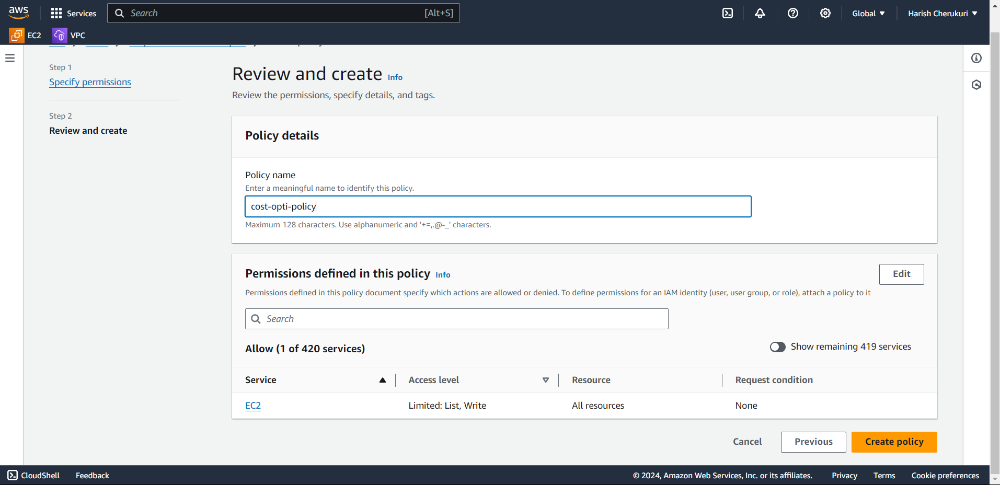 aws
Services
Search
[Alt+S]
Global
Harish Cherukuri
EC2
VPC
Step 1
Specify permissions
Step 2
Review and create
Review and create Info
Review the permissions, specify details, and tags.
Policy details
Policy name
Enter a meaningful name to identify this policy.
cost-opti-policy
Maximum 128 characters. Use alphanumeric and '+=,.@-_' characters.
Permissions defined in this policy Info
Edit
Permissions defined in this policy document specify which actions are allowed or denied. To define permissions for an IAM identity (user, user group, or role), attach a policy to it
Search
Allow (1 of 420 services)
Show remaining 419 services
Service Access level Resource Request condition
EC2 Limited: List, Write All resources None
Cancel Previous Create policy
CloudShell Feedback © 2024, Amazon Web Services, Inc. or its affiliates. Privacy Terms Cookie preferences